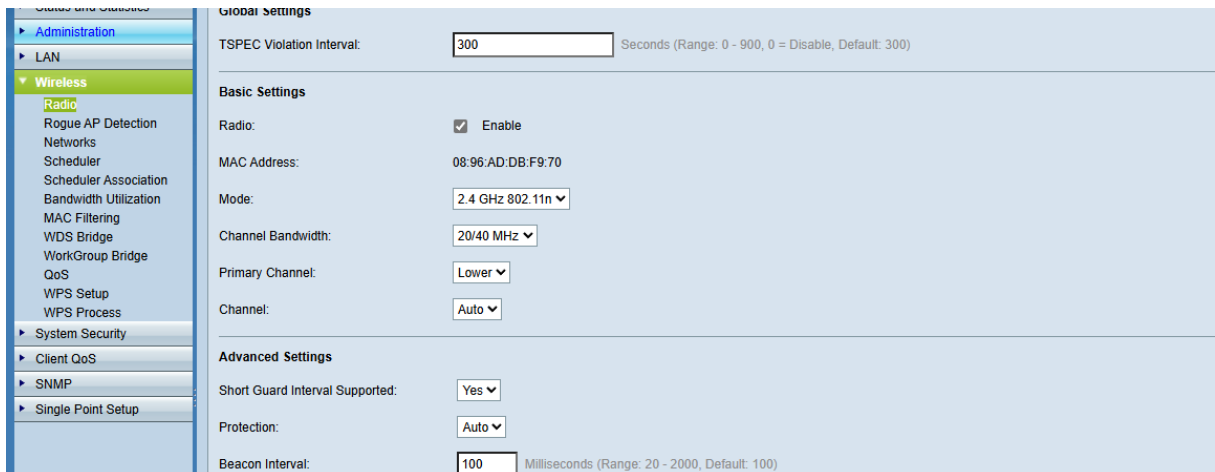 Status and Statistics
Administration
LAN
Wireless
Radio
Rogue AP Detection
Networks
Scheduler
Scheduler Association
Bandwidth Utilization
MAC Filtering
WDS Bridge
WorkGroup Bridge
QoS
WPS Setup
WPS Process
System Security
Client QoS
SNMP
Single Point Setup
Global Settings
TSPEC Violation Interval: 300 Seconds (Range: 0 - 900, 0 = Disable, Default: 300)
Basic Settings
Radio: Enable
MAC Address: 08:96:AD:DB:F9:70
Mode: 2.4 GHz 802.11n
Channel Bandwidth: 20/40 MHz
Primary Channel: Lower
Channel: Auto
Advanced Settings
Short Guard Interval Supported: Yes
Protection: Auto
Beacon Interval: 100 Milliseconds (Range: 20 - 2000, Default: 100)